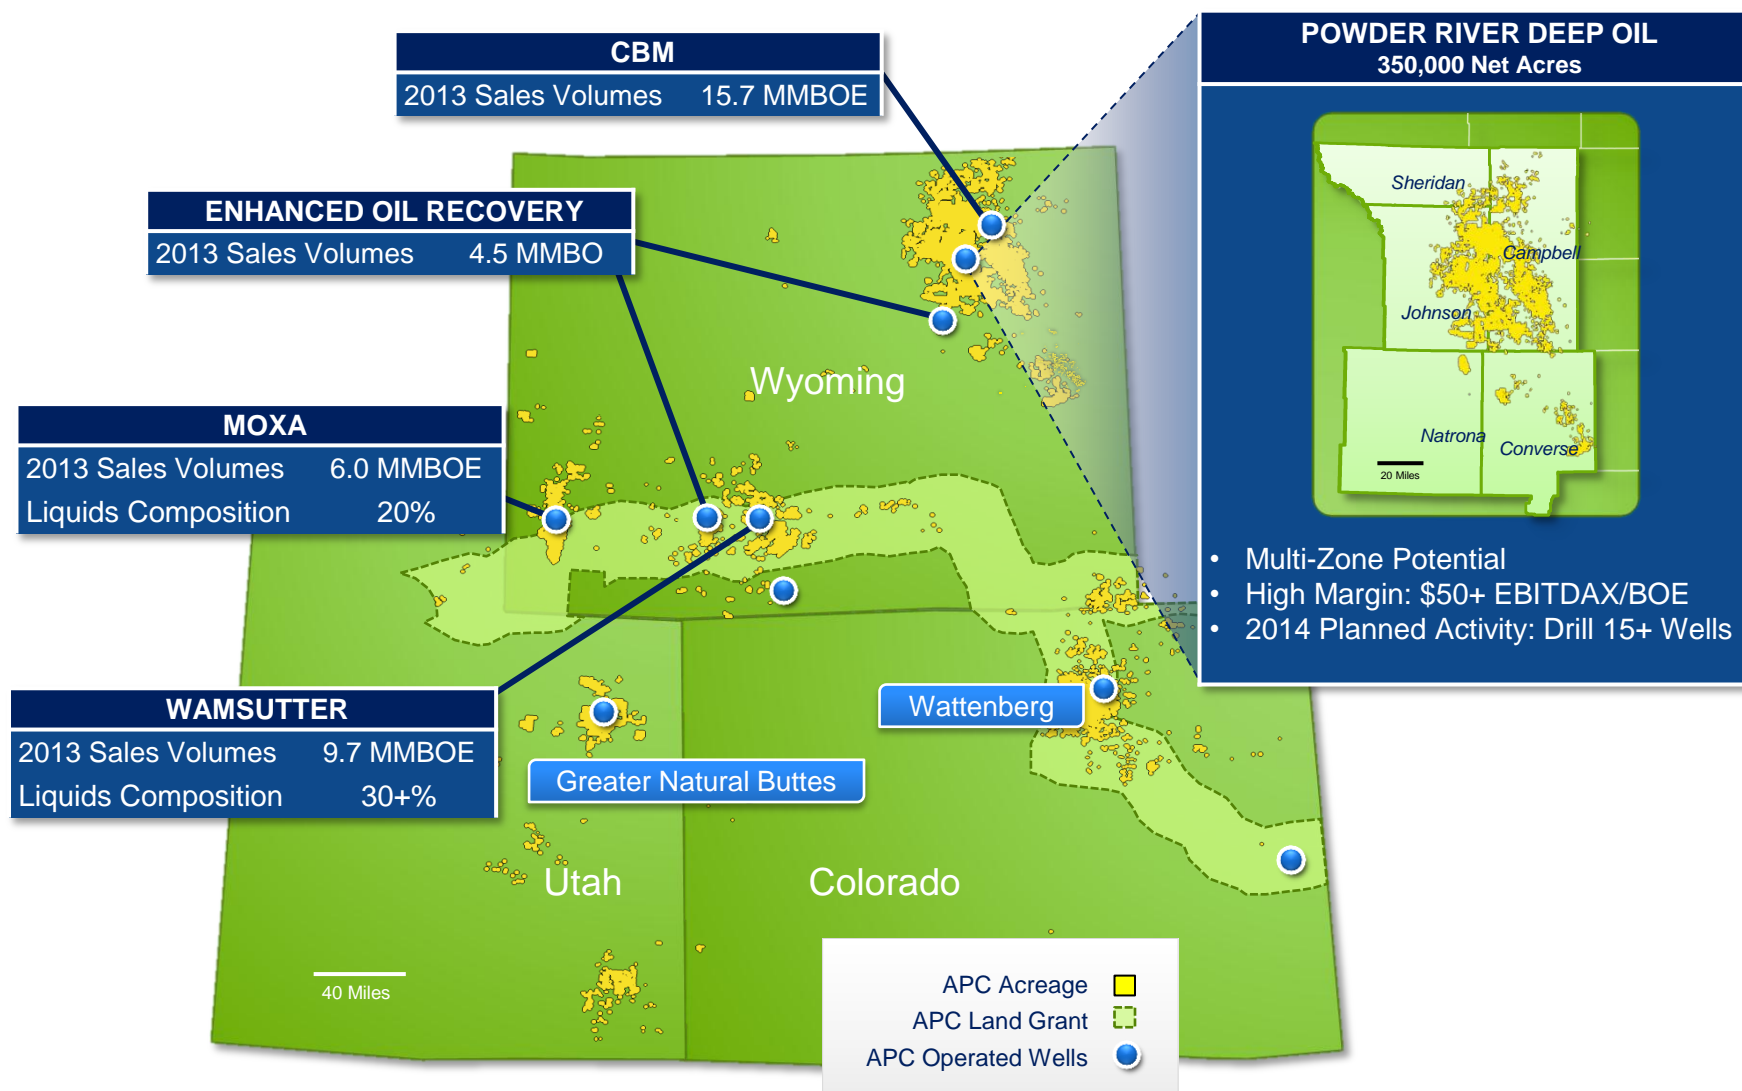 CBM
2013 Sales Volumes 15.7 MMBOE
ENHANCED OIL RECOVERY
2013 Sales Volumes 4.5 MMBO
MOXA
2013 Sales Volumes 6.0 MMBOE
Liquids Composition 20%
WAMSUTTER
2013 Sales Volumes 9.7 MMBOE
Liquids Composition 30+%
Wyoming
Wattenberg
Greater Natural Buttes
Utah
Colorado
40 Miles
APC Acreage
APC Land Grant
APC Operated Wells
POWDER RIVER DEEP OIL
350,000 Net Acres
Sheridan
Campbell
Johnson
Natrona
Converse
20 Miles
• Multi-Zone Potential
• High Margin: $50+ EBITDAX/BOE
• 2014 Planned Activity: Drill 15+ Wells